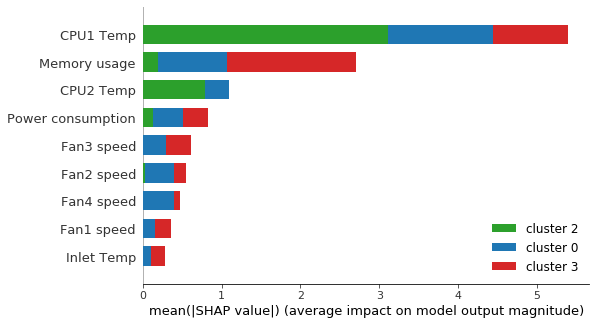 CPU1 Temp
Memory usage
CPU2 Temp
Power consumption
Fan3 speed
Fan2 speed
Fan4 speed
Fan1 speed
Inlet Temp
cluster 2
cluster 0
cluster 3
0 1 2 3 4 5
mean(|SHAP value|) (average impact on model output magnitude)